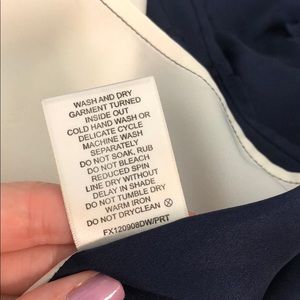 WASH AND DRY
GARMENT TURNED
INSIDE OUT
COLD HAND WASH OR
DELICATE CYCLE
MACHINE WASH
SEPARATELY
DO NOT SOAK, RUB
DO NOT BLEACH
REDUCED SPIN
LINE DRY WITHOUT
DELAY IN SHADE
DO NOT TUMBLE DRY
WARM IRON
DO NOT DRYCLEAN
FX120908DW/PRT